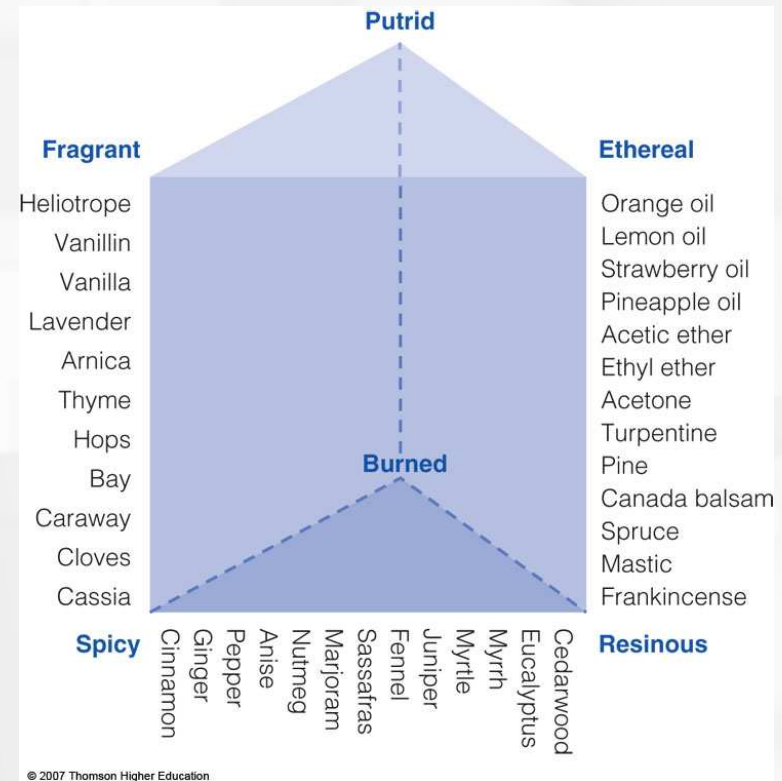 Putrid
Fragrant
Ethereal
Heliotrope
Vanillin
Vanilla
Lavender
Arnica
Thyme
Hops
Bay
Caraway
Cloves
Cassia
Orange oil
Lemon oil
Strawberry oil
Pineapple oil
Acetic ether
Ethyl ether
Acetone
Turpentine
Pine
Canada balsam
Spruce
Mastic
Frankincense
Burned
Spicy
Cinnamon
Ginger
Pepper
Anise
Nutmeg
Marjoram
Sassafras
Fennel
Juniper
Myrtle
Myrrh
Eucalyptus
Cedarwood
Resinous
© 2007 Thomson Higher Education